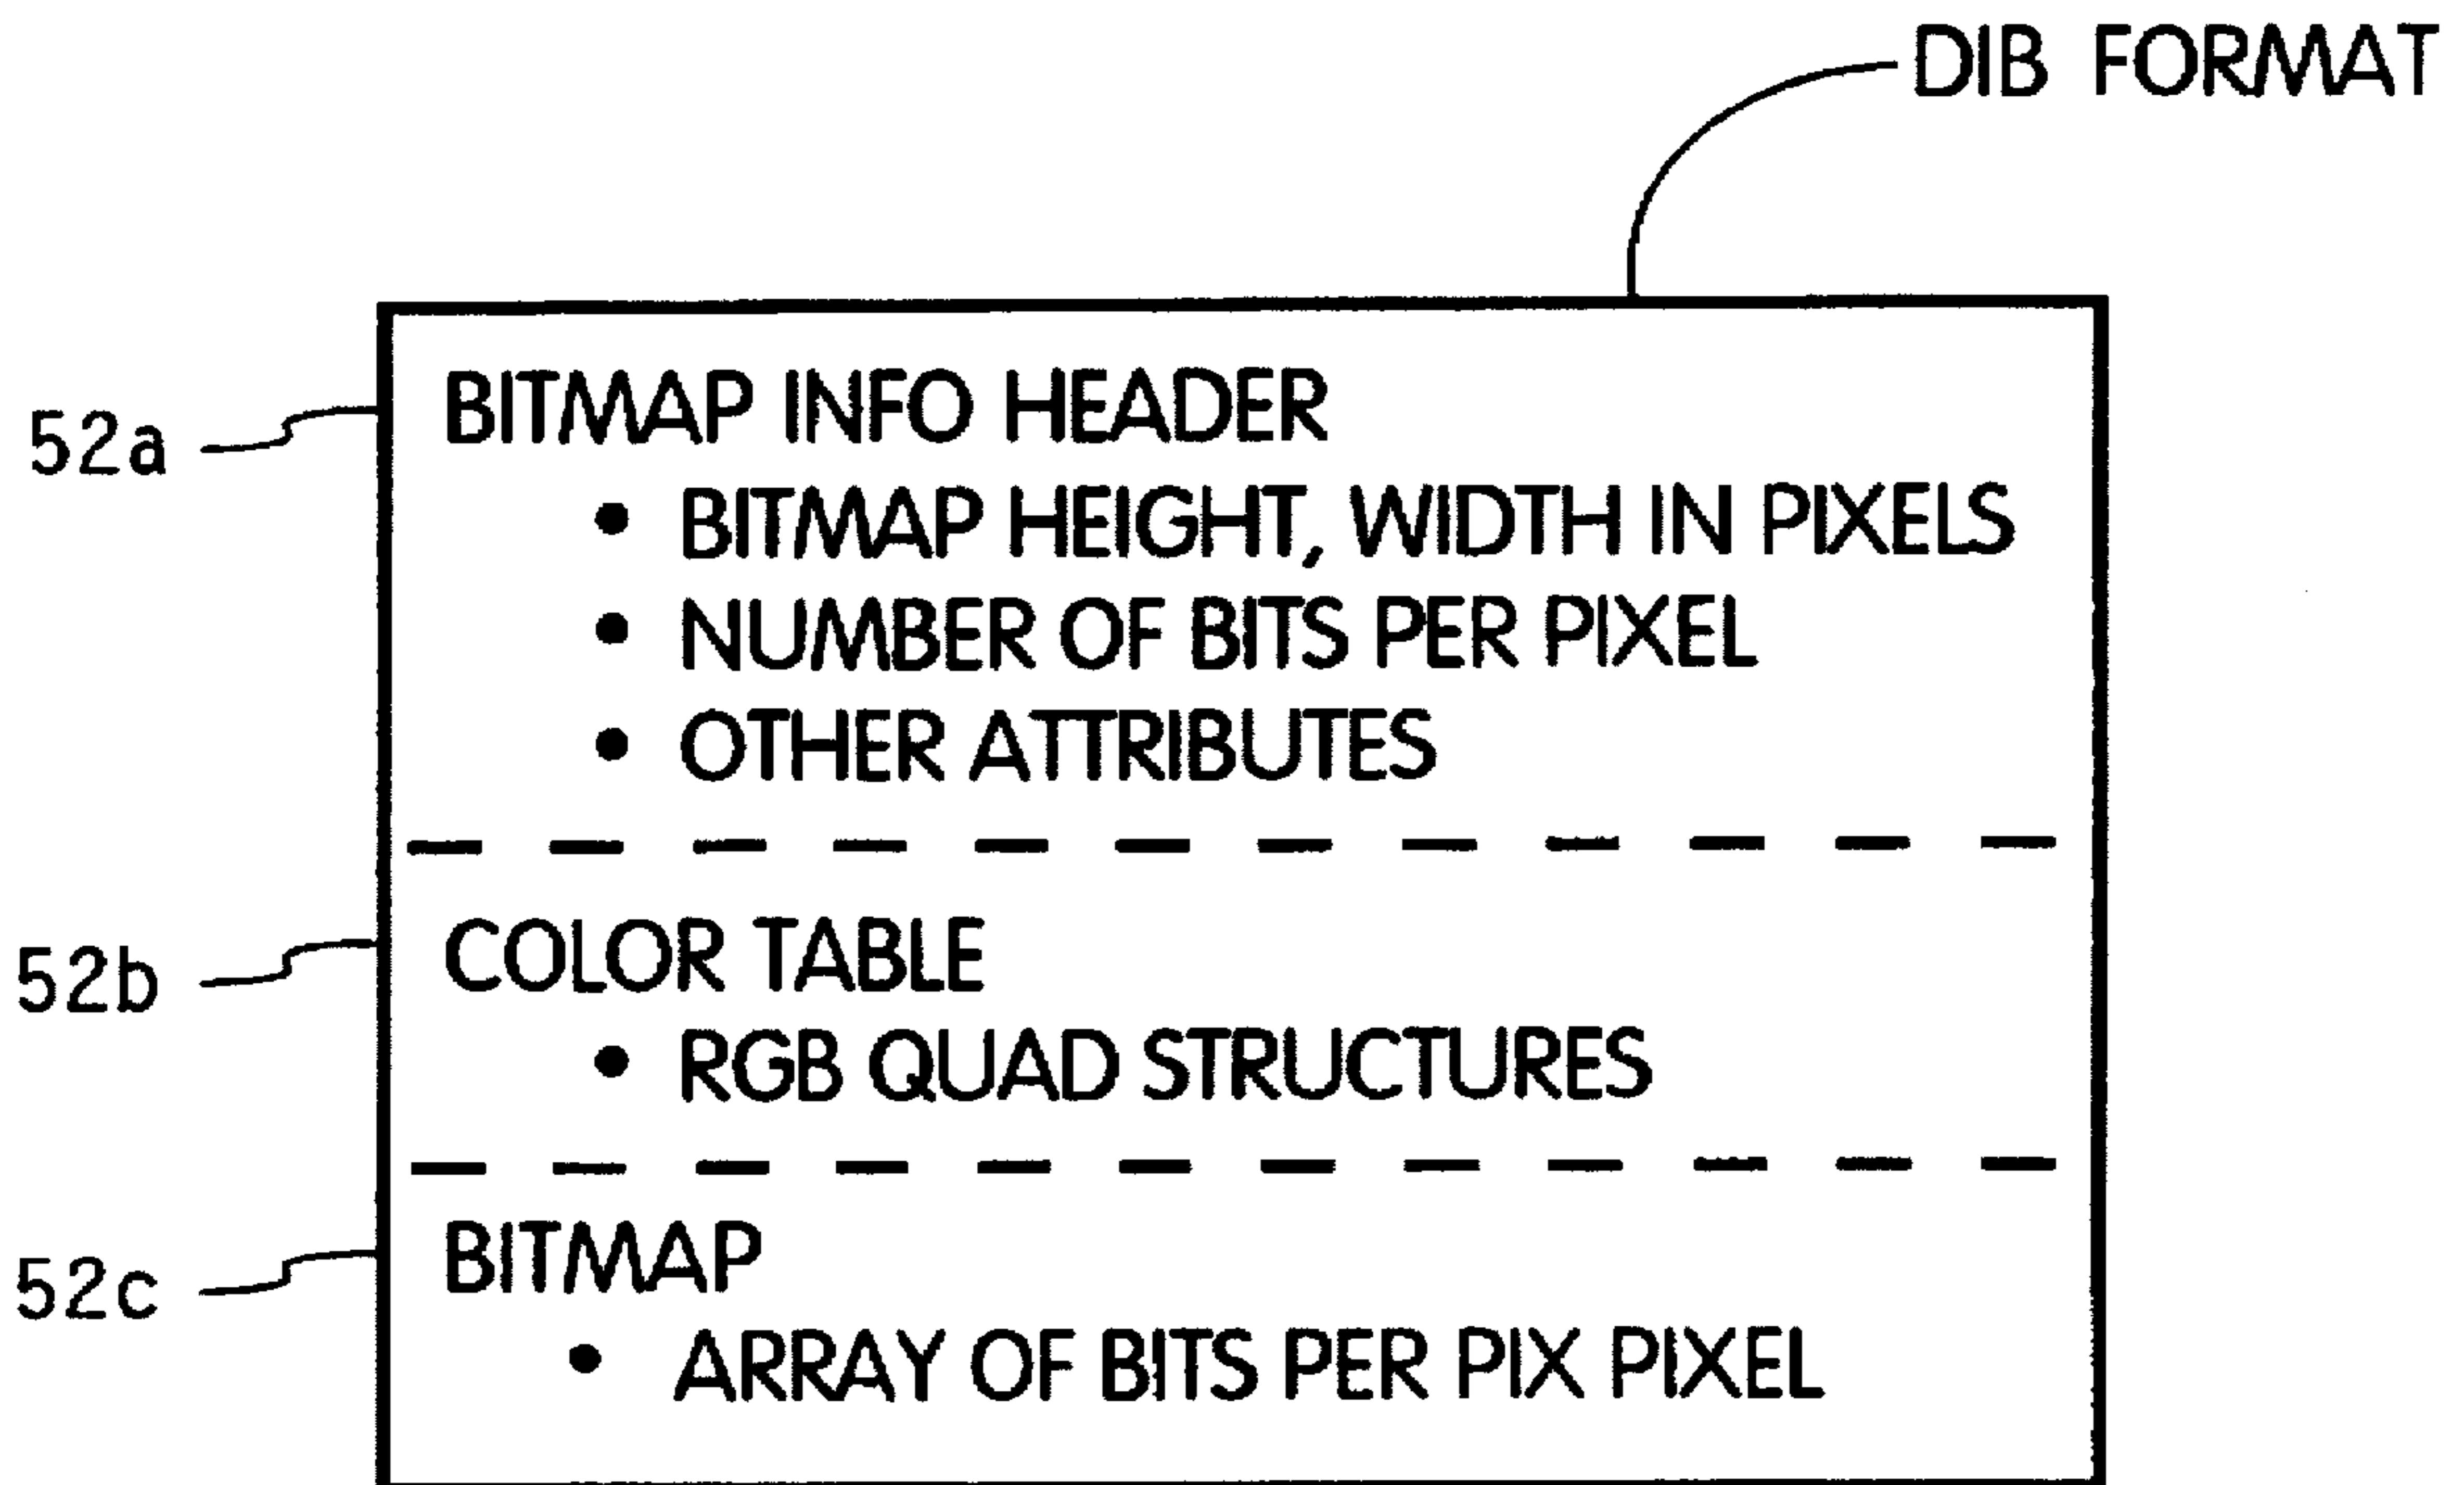 DIB FORMAT
52a
BITMAP INFO HEADER
• BITMAP HEIGHT, WIDTH IN PIXELS
• NUMBER OF BITS PER PIXEL
• OTHER ATTRIBUTES
52b
COLOR TABLE
• RGB QUAD STRUCTURES
52c
BITMAP
• ARRAY OF BITS PER PIX PIXEL